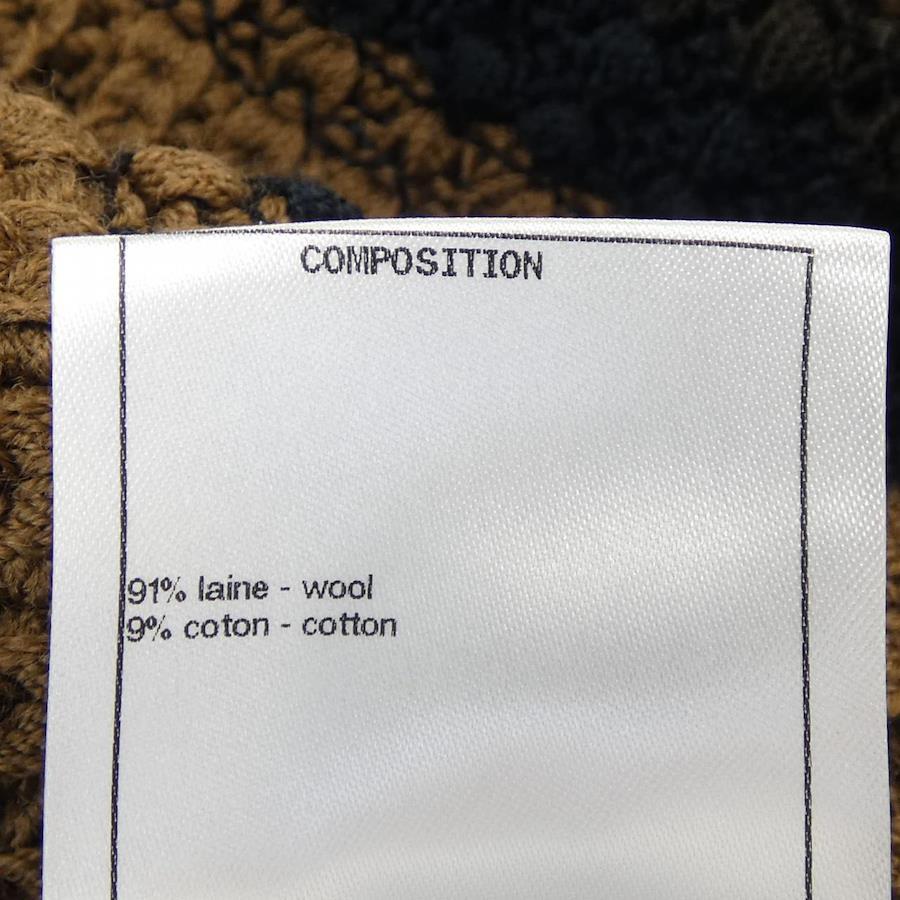 COMPOSITION
91% laine - wool
9% coton - cotton